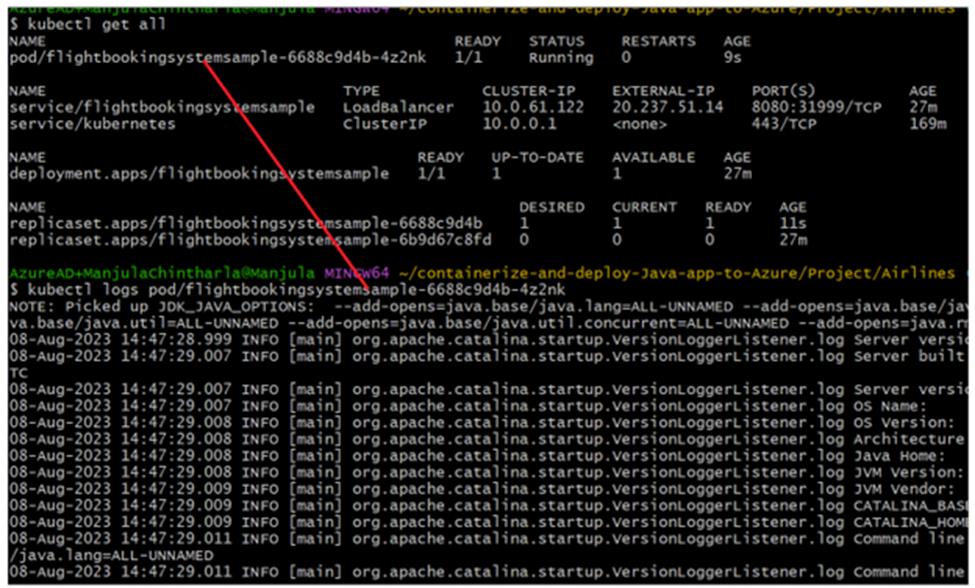 AzureAD+ManjulaChintharla@Manjula MINGW64 ~/containerize-and-deploy-Java-app-to-Azure/Project/Airlines
$ kubectl get all
NAME READY STATUS RESTARTS AGE
pod/flightbookingsystemsample-6688c9d4b-4z2nk 1/1 Running 0 9s
NAME TYPE CLUSTER-IP EXTERNAL-IP PORT(S) AGE
service/flightbookingsystemsample LoadBalancer 10.0.61.122 20.237.51.14 8080:31999/TCP 27m
service/kubernetes ClusterIP 10.0.0.1 <none> 443/TCP 169m
NAME READY UP-TO-DATE AVAILABLE AGE
deployment.apps/flightbookingsystemsample 1/1 1 1 27m
NAME DESIRED CURRENT READY AGE
replicaset.apps/flightbookingsystemsample-6688c9d4b 1 1 1 11s
replicaset.apps/flightbookingsystemsample-6b9d67c8fd 0 0 0 27m
AzureAD+ManjulaChintharla@Manjula MINGW64 ~/containerize-and-deploy-Java-app-to-Azure/Project/Airlines
$ kubectl logs pod/flightbookingsystemsample-6688c9d4b-4z2nk
NOTE: Picked up JDK_JAVA_OPTIONS: --add-opens=java.base/java.lang=ALL-UNNAMED --add-opens=java.base/jav
va.base/java.util=ALL-UNNAMED --add-opens=java.base/java.util.concurrent=ALL-UNNAMED --add-opens=java.rm
08-Aug-2023 14:47:28.999 INFO [main] org.apache.catalina.startup.VersionLoggerListener.log Server versio
08-Aug-2023 14:47:29.007 INFO [main] org.apache.catalina.startup.VersionLoggerListener.log Server built
TC
08-Aug-2023 14:47:29.007 INFO [main] org.apache.catalina.startup.VersionLoggerListener.log Server versio
08-Aug-2023 14:47:29.007 INFO [main] org.apache.catalina.startup.VersionLoggerListener.log OS Name:
08-Aug-2023 14:47:29.008 INFO [main] org.apache.catalina.startup.VersionLoggerListener.log OS Version:
08-Aug-2023 14:47:29.008 INFO [main] org.apache.catalina.startup.VersionLoggerListener.log Architecture
08-Aug-2023 14:47:29.008 INFO [main] org.apache.catalina.startup.VersionLoggerListener.log Java Home:
08-Aug-2023 14:47:29.008 INFO [main] org.apache.catalina.startup.VersionLoggerListener.log JVM Version:
08-Aug-2023 14:47:29.009 INFO [main] org.apache.catalina.startup.VersionLoggerListener.log JVM Vendor:
08-Aug-2023 14:47:29.009 INFO [main] org.apache.catalina.startup.VersionLoggerListener.log CATALINA_BASE
08-Aug-2023 14:47:29.009 INFO [main] org.apache.catalina.startup.VersionLoggerListener.log CATALINA_HOME
08-Aug-2023 14:47:29.011 INFO [main] org.apache.catalina.startup.VersionLoggerListener.log Command line
/java.lang=ALL-UNNAMED
08-Aug-2023 14:47:29.011 INFO [main] org.apache.catalina.startup.VersionLoggerListener.log Command line